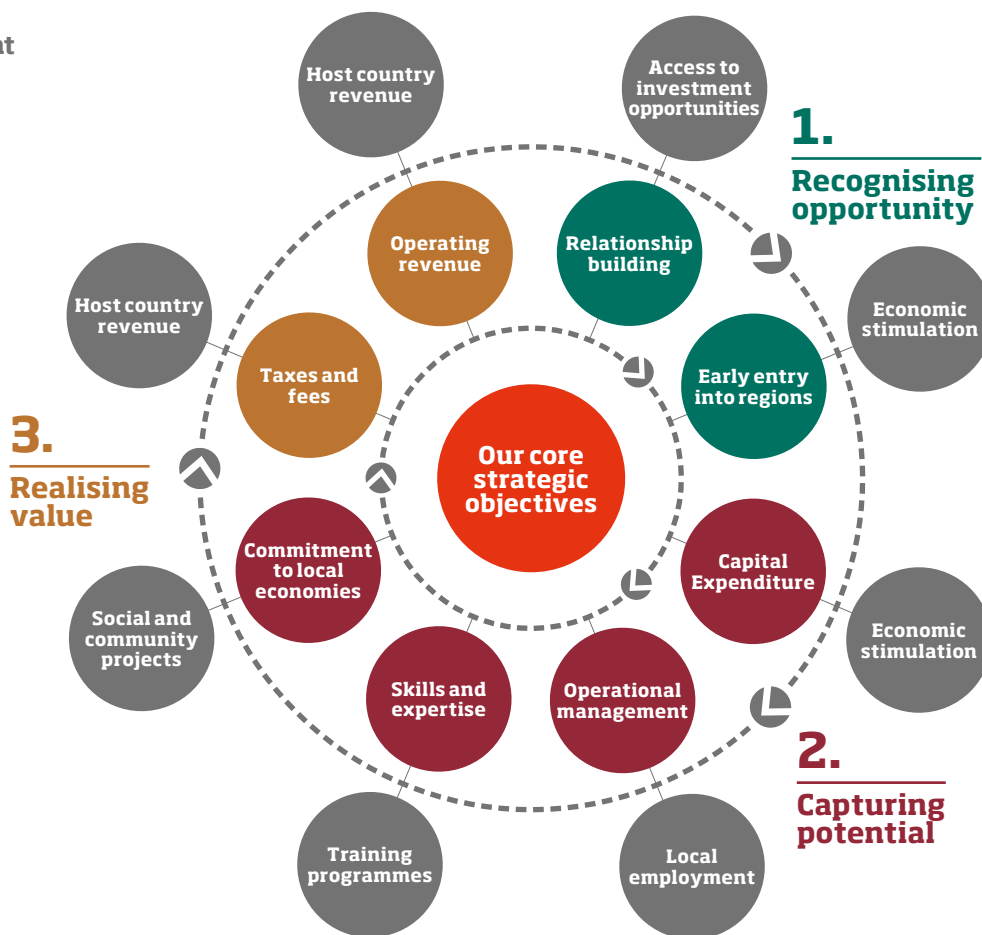 at
Host country
revenue
Access to
investment
opportunities
1.
Recognising
opportunity
Operating
revenue
Relationship
building
Host country
revenue
Economic
stimulation
Taxes and
fees
Early entry
into regions
3.
Realising
value
Our core
strategic
objectives
Commitment
to local
economies
Capital
Expenditure
Social and
community
projects
Economic
stimulation
Skills and
expertise
Operational
management
2.
Capturing
potential
Training
programmes
Local
employment